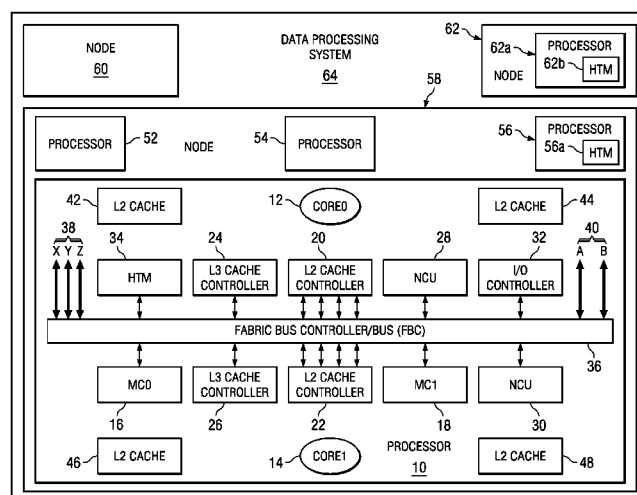 NODE
60
DATA PROCESSING
SYSTEM
64
62
62a
62b
PROCESSOR
HTM
NODE
58
PROCESSOR
52
NODE
54
PROCESSOR
56
56a
PROCESSOR
HTM
42
L2 CACHE
12
CORE0
L2 CACHE
44
38
X Y Z
34
HTM
24
L3 CACHE
CONTROLLER
20
L2 CACHE
CONTROLLER
28
NCU
32
I/O
CONTROLLER
40
A B
FABRIC BUS CONTROLLER/BUS (FBC)
36
MC0
16
L3 CACHE
CONTROLLER
26
L2 CACHE
CONTROLLER
22
MC1
18
NCU
30
46
L2 CACHE
14
CORE1
PROCESSOR
10
L2 CACHE
48